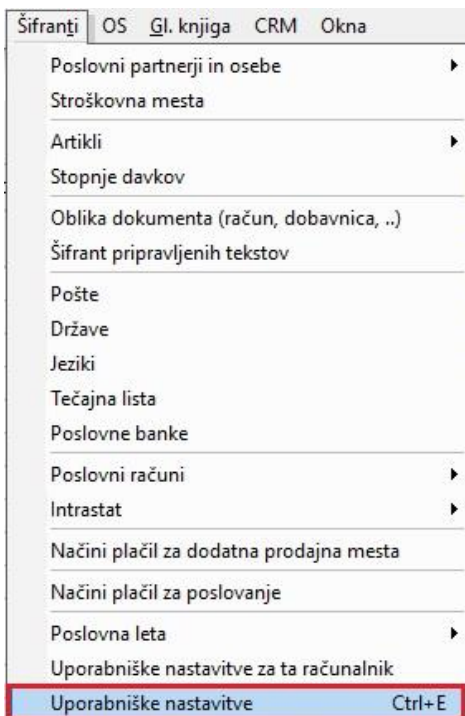 Šifranti OS Gl. knjiga CRM Okna
Poslovni partnerji in osebe
Stroškovna mesta
Artikli
Stopnje davkov
Oblika dokumenta (račun, dobavnica, ..)
Šifrant pripravljenih tekstov
Pošte
Države
Jeziki
Tečajna lista
Poslovne banke
Poslovni računi
Intrastat
Načini plačil za dodatna prodajna mesta
Načini plačil za poslovanje
Poslovna leta
Uporabniške nastavitve za ta računalnik
Uporabniške nastavitve Ctrl+E